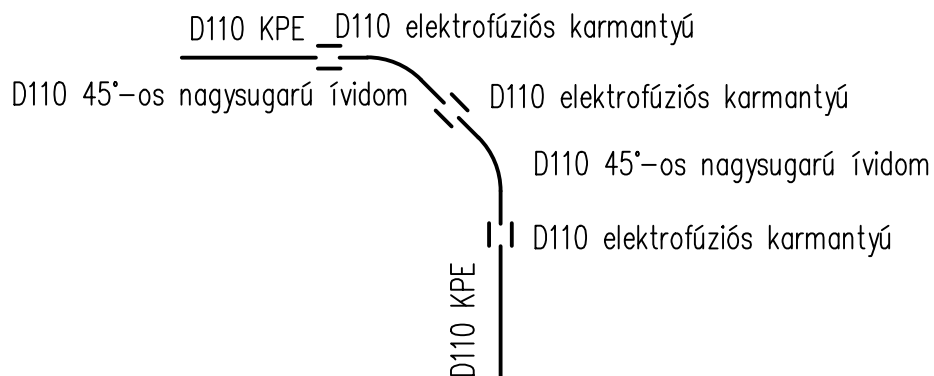 D110 KPE
D110 elektrofúziós karmantyú
D110 45°-os nagysugarú ívidom
D110 elektrofúziós karmantyú
D110 45°-os nagysugarú ívidom
D110 elektrofúziós karmantyú
D110 KPE